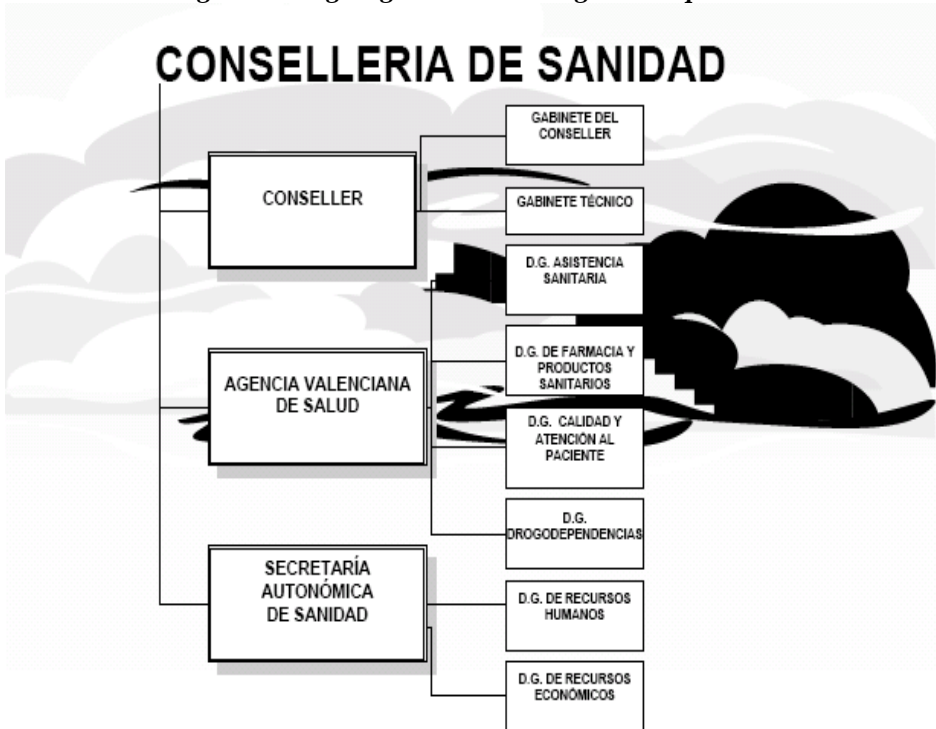 CONSELLERIA DE SANIDAD
GABINETE DEL
CONSELLER
CONSELLER
GABINETE TÉCNICO
D.G. ASISTENCIA
SANITARIA
D.G. DE FARMACIA Y
PRODUCTOS
SANITARIOS
AGENCIA VALENCIANA
DE SALUD
D.G. CALIDAD Y
ATENCIÓN AL
PACIENTE
D.G.
DROGODEPENDENCIAS
SECRETARÍA
AUTONÓMICA
DE SANIDAD
D.G. DE RECURSOS
HUMANOS
D.G. DE RECURSOS
ECONÓMICOS